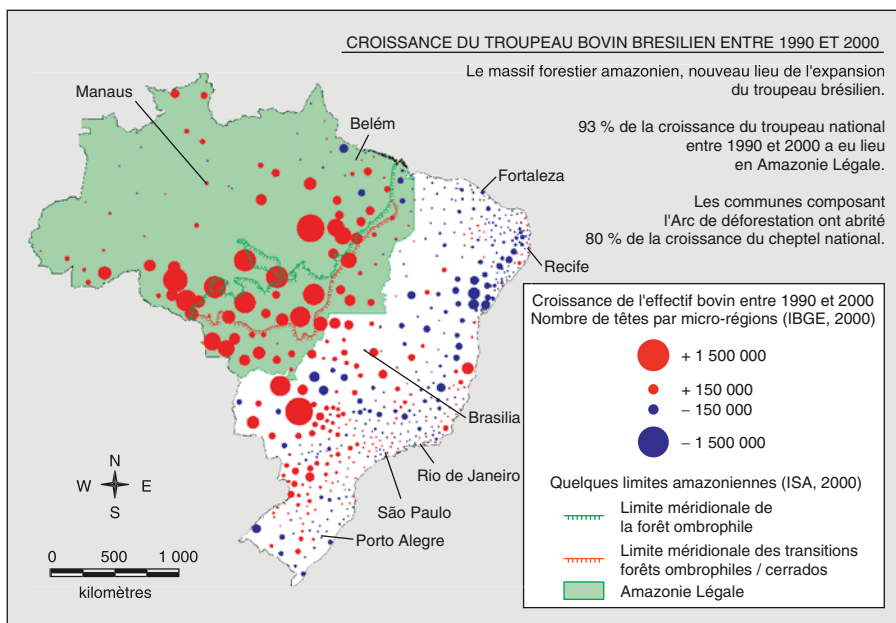 CROISSANCE DU TROUPEAU BOVIN BRESILIEN ENTRE 1990 ET 2000
Le massif forestier amazonien, nouveau lieu de l'expansion
du troupeau brésilien.
93 % de la croissance du troupeau national
entre 1990 et 2000 a eu lieu
en Amazonie Légale.
Les communes composant
l'Arc de déforestation ont abrité
80 % de la croissance du cheptel national.
Manaus
Belém
Fortaleza
Recife
Brasilia
Rio de Janeiro
São Paulo
Porto Alegre
N
W E
S
0 500 1 000
kilomètres
Croissance de l'effectif bovin entre 1990 et 2000
Nombre de têtes par micro-régions (IBGE, 2000)
+ 1 500 000
+ 150 000
– 150 000
– 1 500 000
Quelques limites amazoniennes (ISA, 2000)
Limite méridionale de
la forêt ombrophile
Limite méridionale des transitions
forêts ombrophiles / cerrados
Amazonie Légale